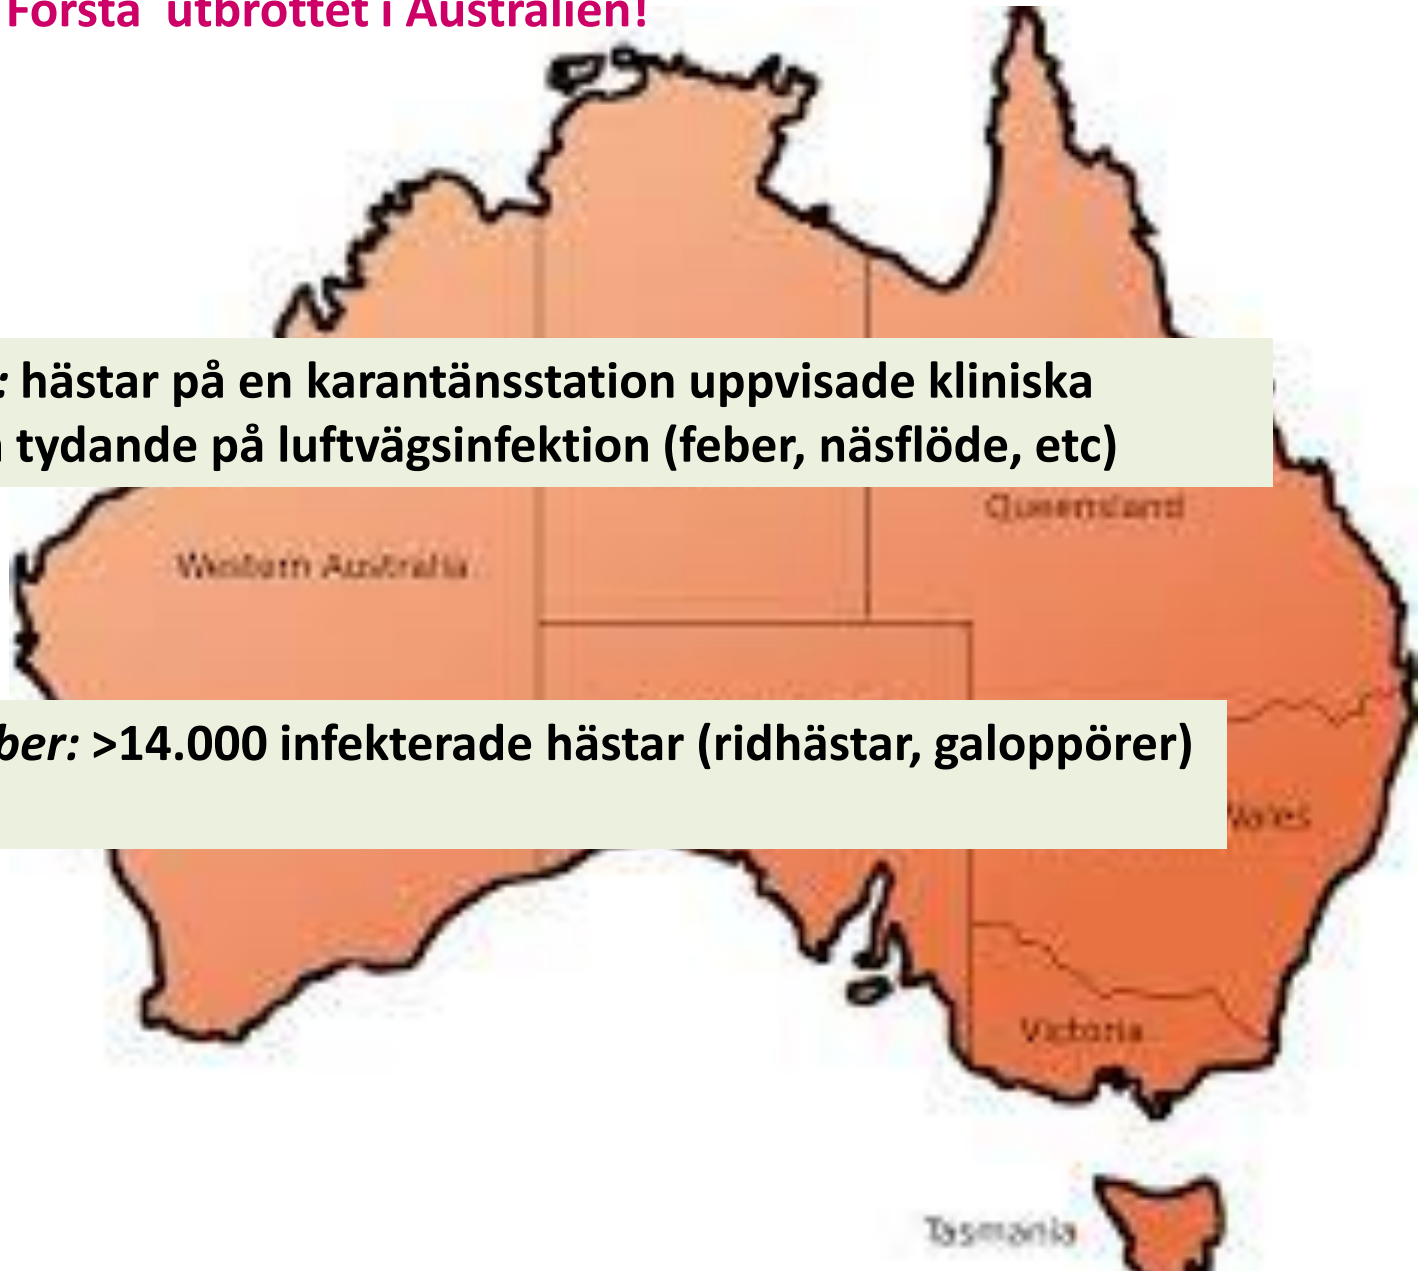 Första utbrottet i Australien!
: hästar på en karantänsstation uppvisade kliniska
tydande på luftvägsinfektion (feber, näsflöde, etc)
Queensland
Western Australia
ber: >14.000 infekterade hästar (ridhästar, galoppörer)
Wales
Victoria
Tasmania